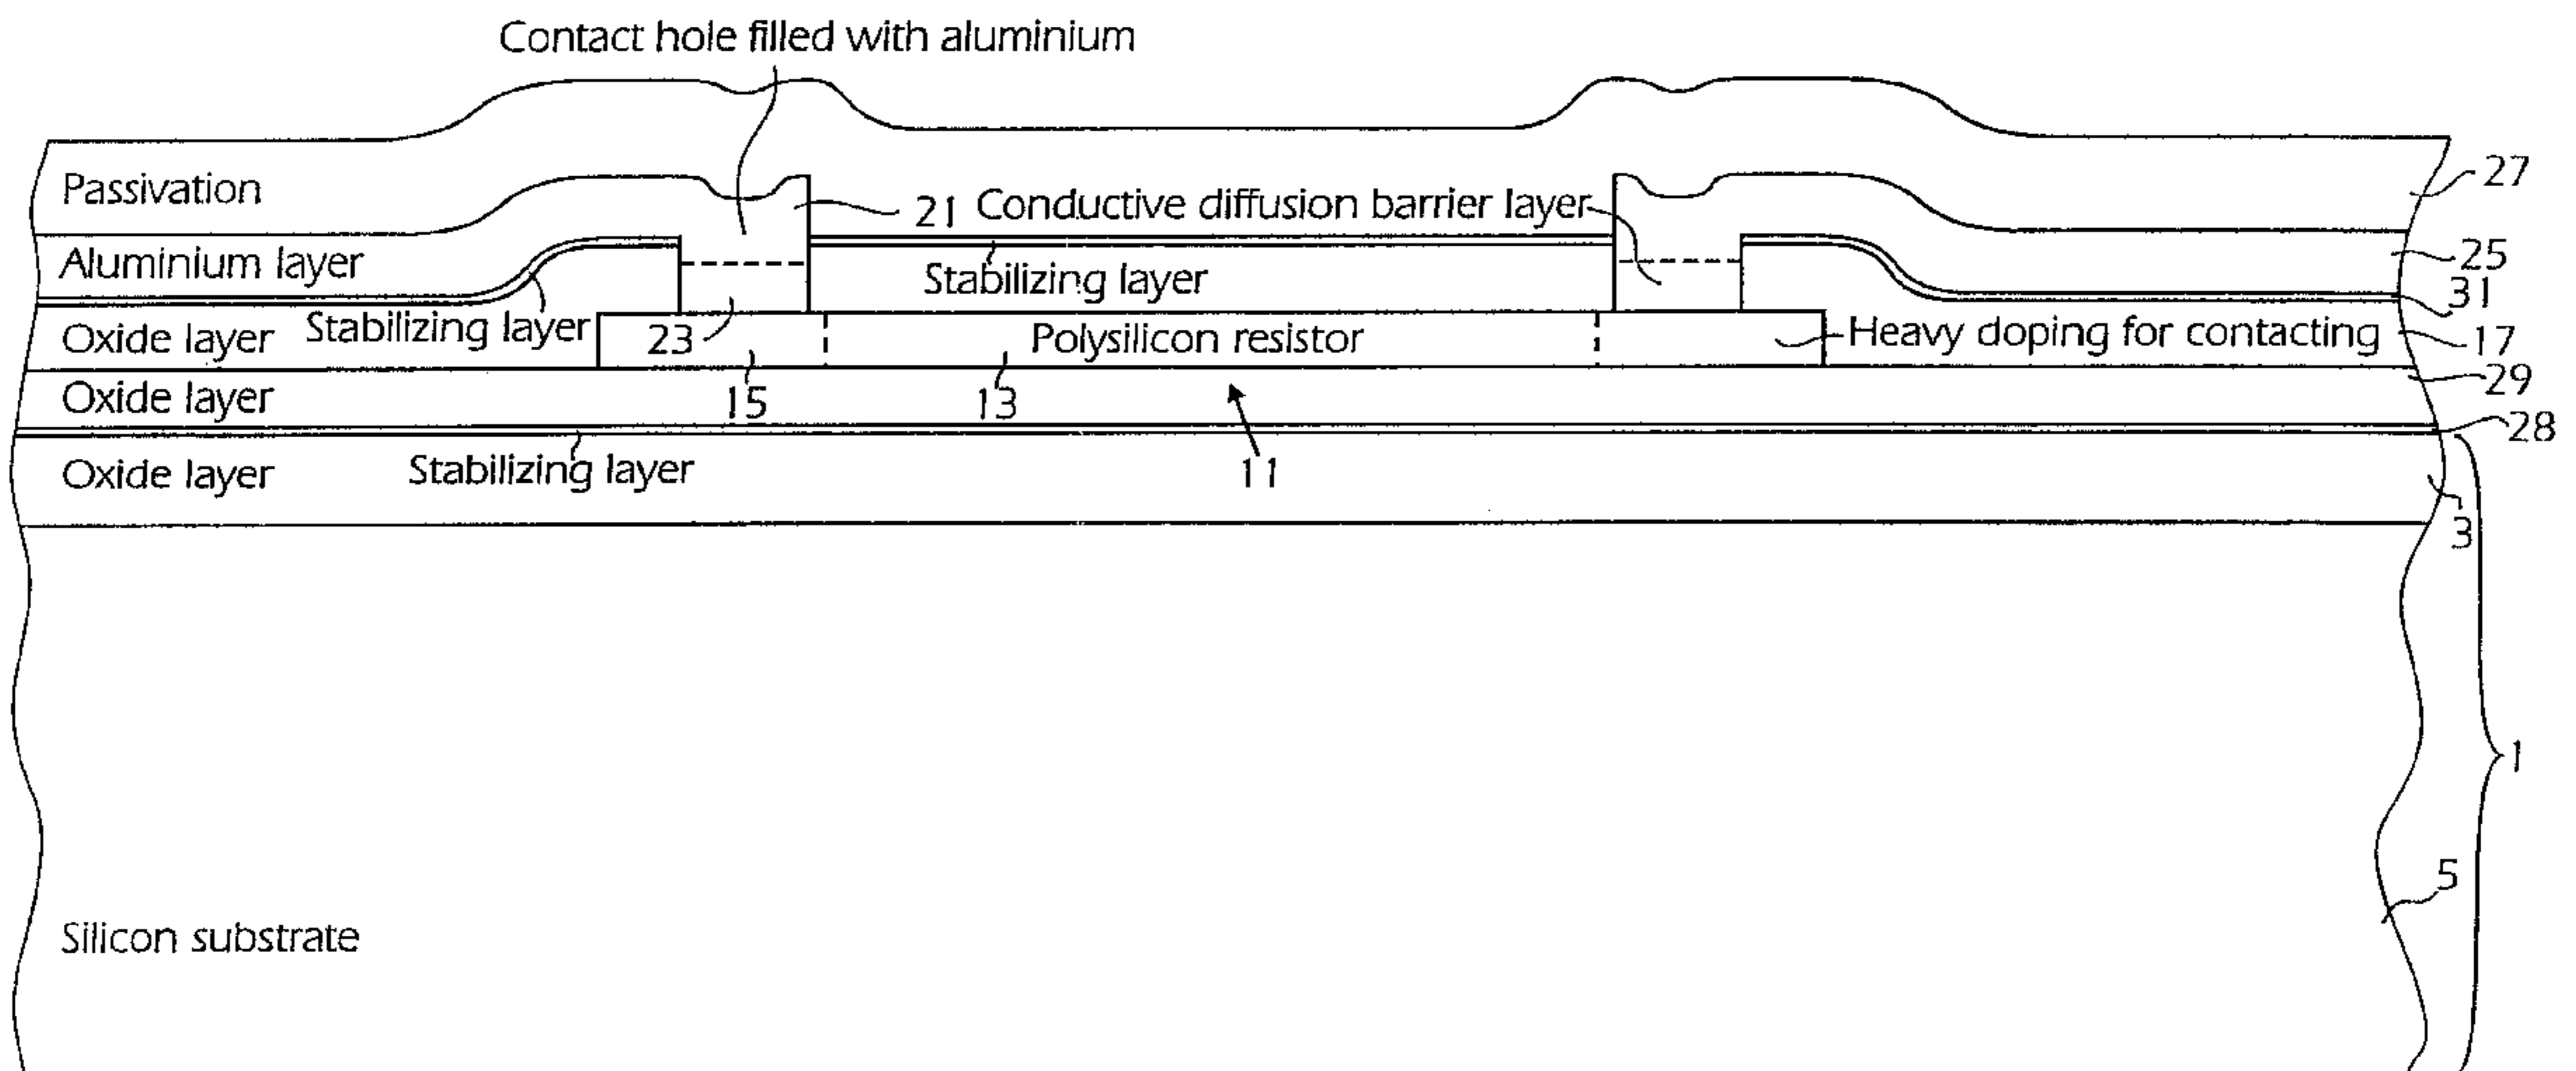 Contact hole filled with aluminium
Passivation
27
21
Conductive diffusion barrier layer
Aluminium layer
Stabilizing layer
25
31
Stabilizing layer
Oxide layer
23
Polysilicon resistor
Heavy doping for contacting
17
29
Oxide layer
15
13
28
Oxide layer
Stabilizing layer
11
3
1
5
Silicon substrate